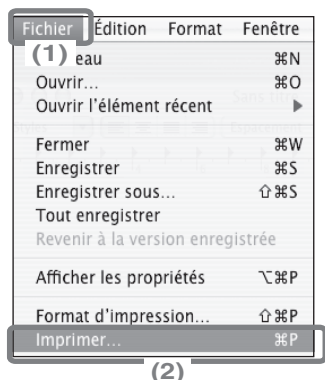 Fichier Édition Format Fenêtre
(1) eau ⌘N
Ouvrir... ⌘O
Ouvrir l'élément récent ▶
Fermer ⌘W
Enregistrer ⌘S
Enregistrer sous... ⇧⌘S
Tout enregistrer
Revenir à la version enregistrée
Afficher les propriétés ⌥⌘P
Format d'impression... ⇧⌘P
Imprimer... ⌘P
(2)